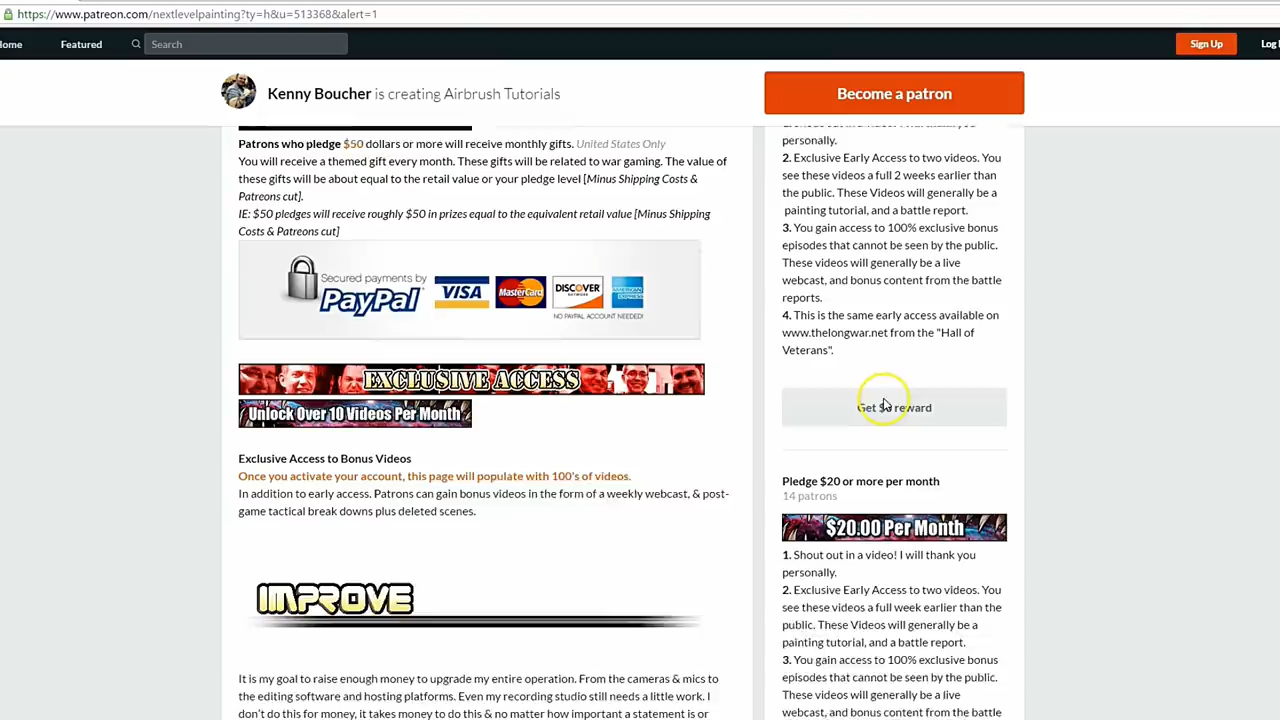 https://www.patreon.com/nextlevelpainting?ty=h&u=513368&alert=1
Home
Featured
Search
Sign Up
Log
Kenny Boucher is creating Airbrush Tutorials
Become a patron
Patrons who pledge $50 dollars or more will receive monthly gifts. United States Only
You will receive a themed gift every month. These gifts will be related to war gaming. The value of
these gifts will be about equal to the retail value or your pledge level [Minus Shipping Costs &
Patreons cut].
IE: $50 pledges will receive roughly $50 in prizes equal to the equivalent retail value [Minus Shipping
Costs & Patreons cut]
Secured payments by
PayPal
VISA
MasterCard
DISCOVER
NETWORK
AMERICAN
EXPRESS
NO PAYPAL ACCOUNT NEEDED!
EXCLUSIVE ACCESS
Unlock Over 10 Videos Per Month
Exclusive Access to Bonus Videos
Once you activate your account, this page will populate with 100's of videos.
In addition to early access. Patrons can gain bonus videos in the form of a weekly webcast, & post-
game tactical break downs plus deleted scenes.
IMPROVE
It is my goal to raise enough money to upgrade my entire operation. From the cameras & mics to
the editing software and hosting platforms. Even my recording studio still needs a little work. I
don't do this for money, it takes money to do this & no matter how important a statement is or
personally.
2. Exclusive Early Access to two videos. You
see these videos a full 2 weeks earlier than
the public. These Videos will generally be a
painting tutorial, and a battle report.
3. You gain access to 100% exclusive bonus
episodes that cannot be seen by the public.
These videos will generally be a live
webcast, and bonus content from the battle
reports.
4. This is the same early access available on
www.thelongwar.net from the "Hall of
Veterans".
Get reward
Pledge $20 or more per month
14 patrons
$20.00 Per Month
1. Shout out in a video! I will thank you
personally.
2. Exclusive Early Access to two videos. You
see these videos a full week earlier than the
public. These Videos will generally be a
painting tutorial, and a battle report.
3. You gain access to 100% exclusive bonus
episodes that cannot be seen by the public.
These videos will generally be a live
webcast, and bonus content from the battle